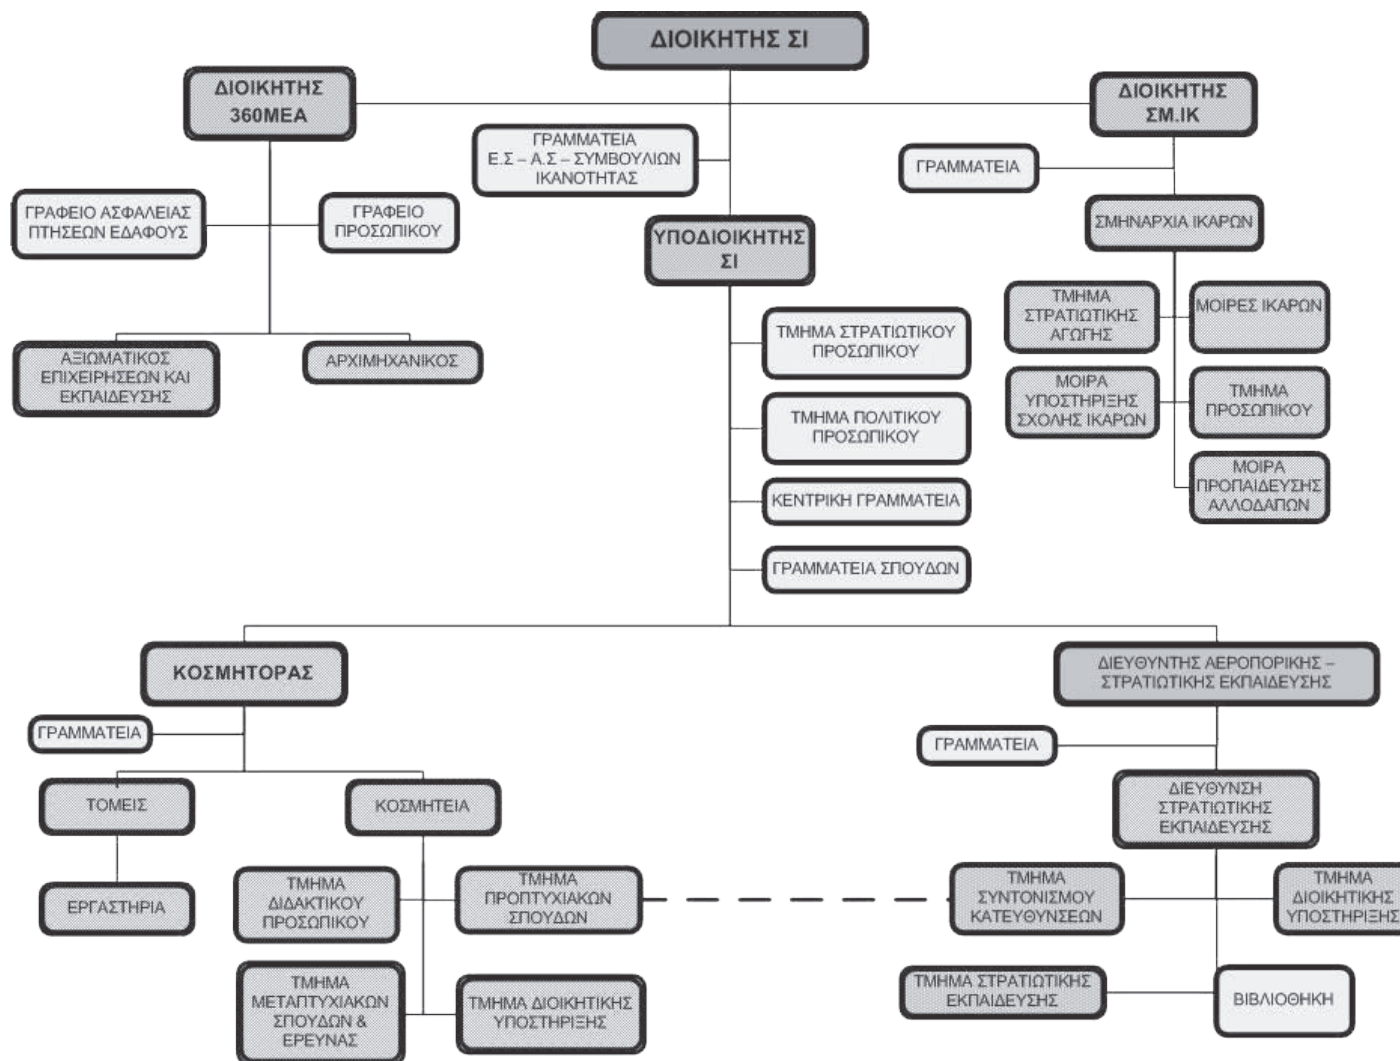 ΔΙΟΙΚΗΤΗΣ ΣΙ
ΔΙΟΙΚΗΤΗΣ
360ΜΕΑ
ΔΙΟΙΚΗΤΗΣ
ΣΜ.ΙΚ
ΓΡΑΜΜΑΤΕΙΑ
Ε.Σ – Α.Σ – ΣΥΜΒΟΥΛΙΩΝ
ΙΚΑΝΟΤΗΤΑΣ
ΓΡΑΜΜΑΤΕΙΑ
ΓΡΑΦΕΙΟ ΑΣΦΑΛΕΙΑΣ
ΠΤΗΣΕΩΝ ΕΔΑΦΟΥΣ
ΓΡΑΦΕΙΟ
ΠΡΟΣΩΠΙΚΟΥ
ΥΠΟΔΙΟΙΚΗΤΗΣ
ΣΙ
ΣΜΗΝΑΡΧΙΑ ΙΚΑΡΩΝ
ΑΞΙΩΜΑΤΙΚΟΣ
ΕΠΙΧΕΙΡΗΣΕΩΝ ΚΑΙ
ΕΚΠΑΙΔΕΥΣΗΣ
ΑΡΧΙΜΗΧΑΝΙΚΟΣ
ΤΜΗΜΑ ΣΤΡΑΤΙΩΤΙΚΟΥ
ΠΡΟΣΩΠΙΚΟΥ
ΤΜΗΜΑ
ΣΤΡΑΤΙΩΤΙΚΗΣ
ΑΓΩΓΗΣ
ΜΟΙΡΕΣ ΙΚΑΡΩΝ
ΤΜΗΜΑ ΠΟΛΙΤΙΚΟΥ
ΠΡΟΣΩΠΙΚΟΥ
ΜΟΙΡΑ
ΥΠΟΣΤΗΡΙΞΗΣ
ΣΧΟΛΗΣ ΙΚΑΡΩΝ
ΤΜΗΜΑ
ΠΡΟΣΩΠΙΚΟΥ
ΚΕΝΤΡΙΚΗ ΓΡΑΜΜΑΤΕΙΑ
ΜΟΙΡΑ
ΠΡΟΠΑΙΔΕΥΣΗΣ
ΑΛΛΟΔΑΠΩΝ
ΓΡΑΜΜΑΤΕΙΑ ΣΠΟΥΔΩΝ
ΚΟΣΜΗΤΟΡΑΣ
ΔΙΕΥΘΥΝΤΗΣ ΑΕΡΟΠΟΡΙΚΗΣ –
ΣΤΡΑΤΙΩΤΙΚΗΣ ΕΚΠΑΙΔΕΥΣΗΣ
ΓΡΑΜΜΑΤΕΙΑ
ΓΡΑΜΜΑΤΕΙΑ
ΤΟΜΕΙΣ
ΚΟΣΜΗΤΕΙΑ
ΔΙΕΥΘΥΝΣΗ
ΣΤΡΑΤΙΩΤΙΚΗΣ
ΕΚΠΑΙΔΕΥΣΗΣ
ΕΡΓΑΣΤΗΡΙΑ
ΤΜΗΜΑ
ΔΙΔΑΚΤΙΚΟΥ
ΠΡΟΣΩΠΙΚΟΥ
ΤΜΗΜΑ
ΠΡΟΠΤΥΧΙΑΚΩΝ
ΣΠΟΥΔΩΝ
ΤΜΗΜΑ
ΣΥΝΤΟΝΙΣΜΟΥ
ΚΑΤΕΥΘΥΝΣΕΩΝ
ΤΜΗΜΑ
ΔΙΟΙΚΗΤΙΚΗΣ
ΥΠΟΣΤΗΡΙΞΗΣ
ΤΜΗΜΑ
ΜΕΤΑΠΤΥΧΙΑΚΩΝ
ΣΠΟΥΔΩΝ &
ΕΡΕΥΝΑΣ
ΤΜΗΜΑ ΔΙΟΙΚΗΤΙΚΗΣ
ΥΠΟΣΤΗΡΙΞΗΣ
ΤΜΗΜΑ ΣΤΡΑΤΙΩΤΙΚΗΣ
ΕΚΠΑΙΔΕΥΣΗΣ
ΒΙΒΛΙΟΘΗΚΗ